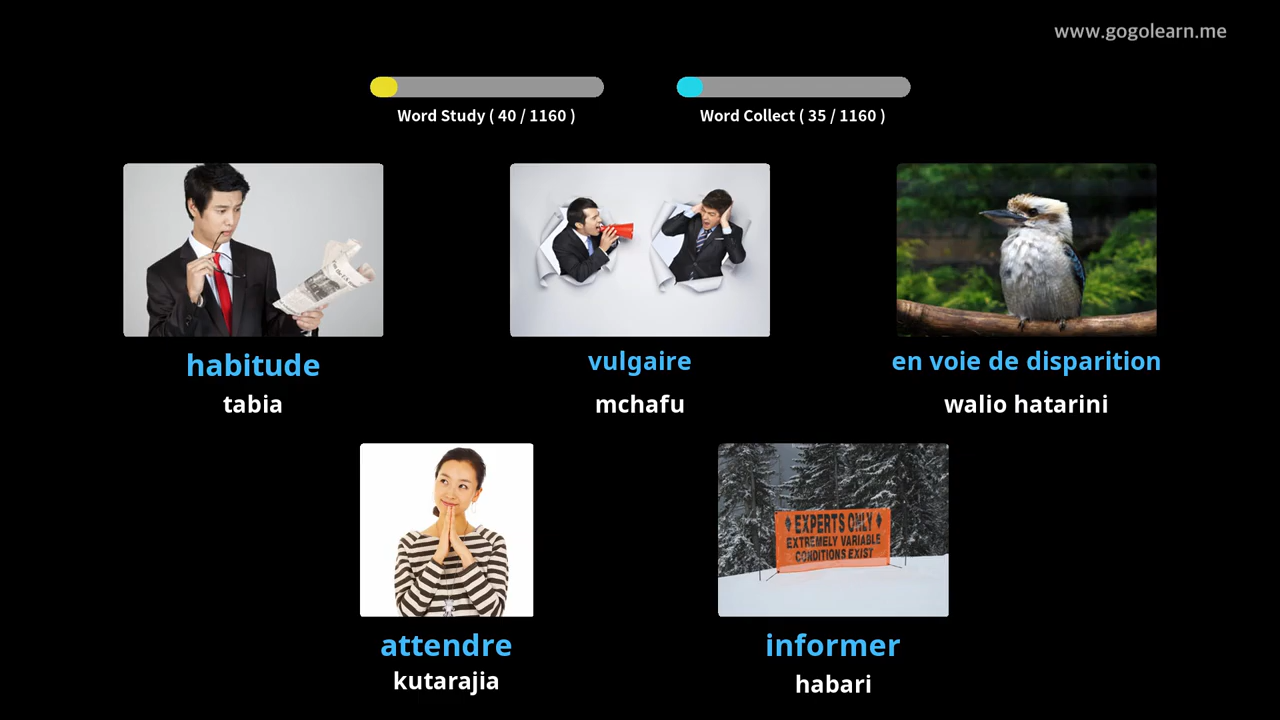 www.gogolearn.me
Word Study ( 40 / 1160 )
Word Collect ( 35 / 1160 )
habitude
tabia
vulgaire
mchafu
en voie de disparition
walio hatarini
EXPERTS ONLY
EXTREMELY VARIABLE
CONDITIONS EXIST
attendre
kutarajia
informer
habari